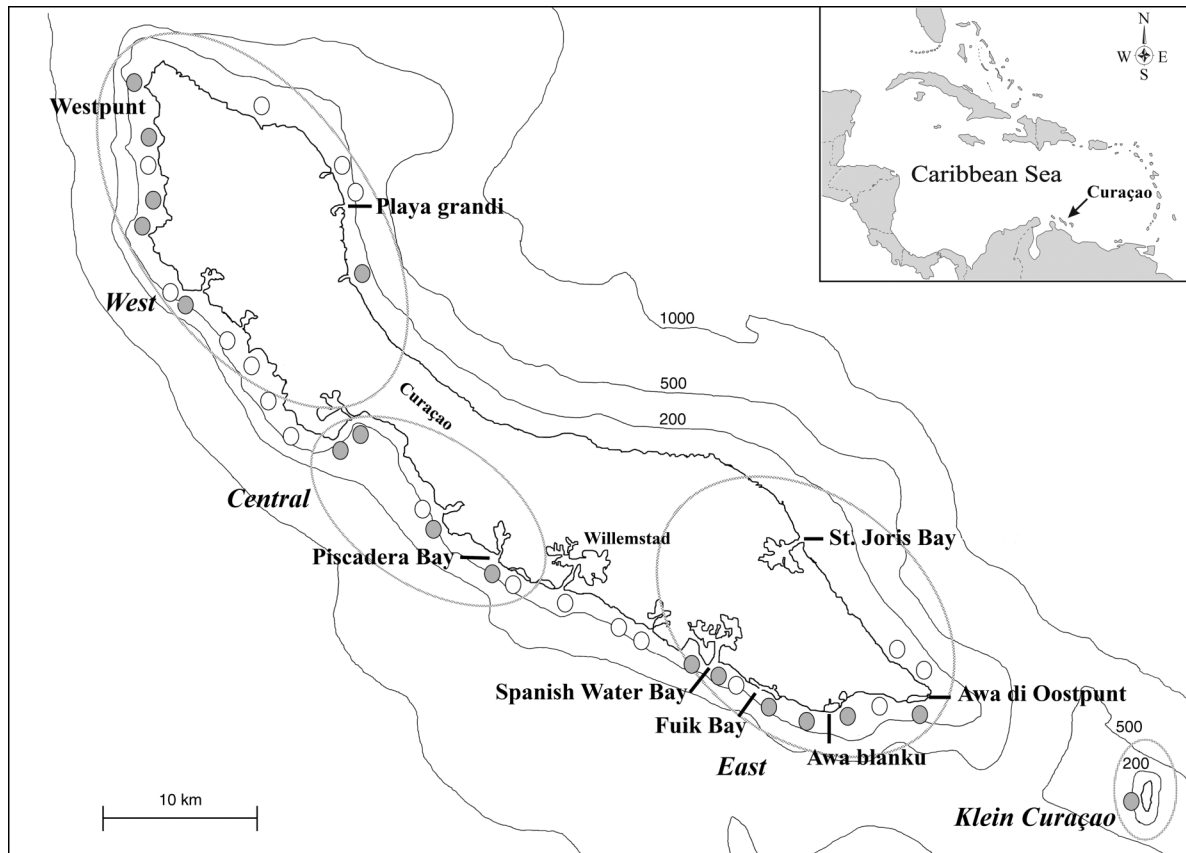 N
W E
S
Westpunt
Caribbean Sea
Curaçao
Playa grandi
West
1000
500
Curaçao
200
Central
Willemstad
St. Joris Bay
Piscadera Bay
Spanish Water Bay
Awa di Oostpunt
Fuik Bay
500
Awa blanku
East
200
10 km
Klein Curaçao